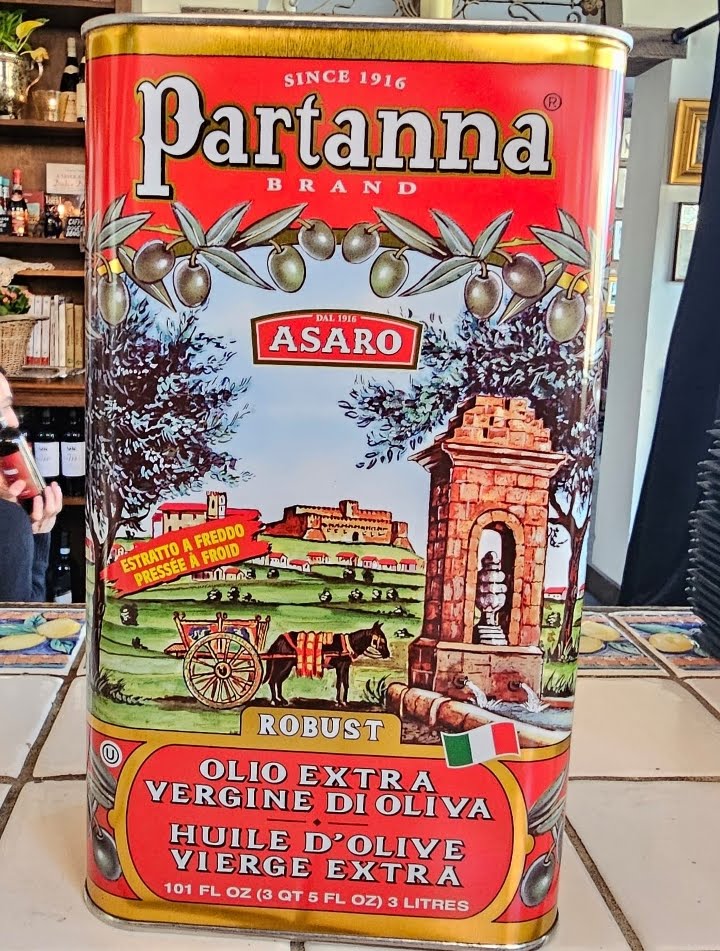 SINCE 1916
Partanna®
BRAND
DAL 1916
ASARO
ESTRATTO A FREDDO
PRESSÉE À FROID
ROBUST
U
OLIO EXTRA
VERGINE DI OLIVA
HUILE D'OLIVE
VIERGE EXTRA
101 FL OZ (3 QT 5 FL OZ) 3 LITRES